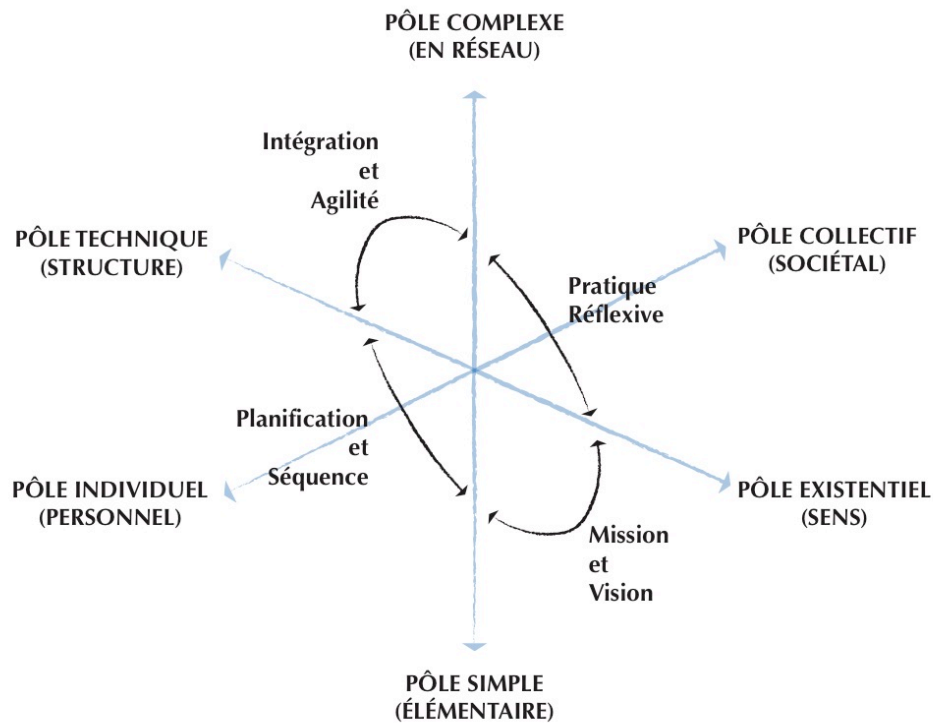 PÔLE COMPLEXE
(EN RÉSEAU)
Intégration
et
Agilité
PÔLE TECHNIQUE
(STRUCTURE)
PÔLE COLLECTIF
(SOCIÉTAL)
Pratique
Réflexive
Planification
et
Séquence
PÔLE INDIVIDUEL
(PERSONNEL)
PÔLE EXISTENTIEL
(SENS)
Mission
et
Vision
PÔLE SIMPLE
(ÉLÉMENTAIRE)